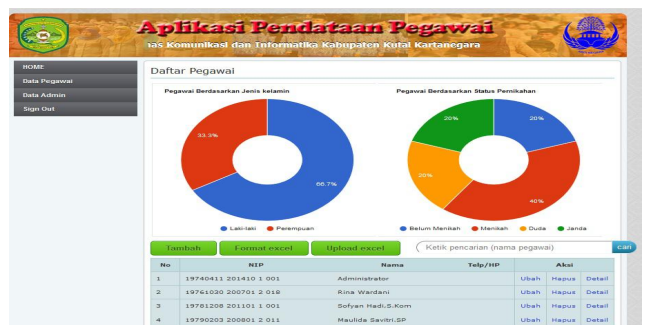 Aplikasi Pendataan Pegawai
nas Komunikasi dan Informatika Kabupaten Kutai Kartanegara
HOME
Data Pegawai
Data Admin
Sign Out
Daftar Pegawai
Pegawai Berdasarkan Jenis kelamin
Pegawai Berdasarkan Status Pernikahan
33.3%
66.7%
20%
20%
20%
40%
Laki-laki Perempuan
Belum Menikah Menikah Duda Janda
Tambah Format excel Upload excel Ketik pencarian (nama pegawai) cari
No NIP Nama Telp/HP Aksi
1 19740411 201410 1 001 Administrator Ubah Hapus Detail
2 19761030 200701 2 018 Rina Wardani Ubah Hapus Detail
3 19761208 201101 1 001 Sofyan Hadi.S.Kom Ubah Hapus Detail
4 19790203 200801 2 011 Maulida Savitri.SP Ubah Hapus Detail